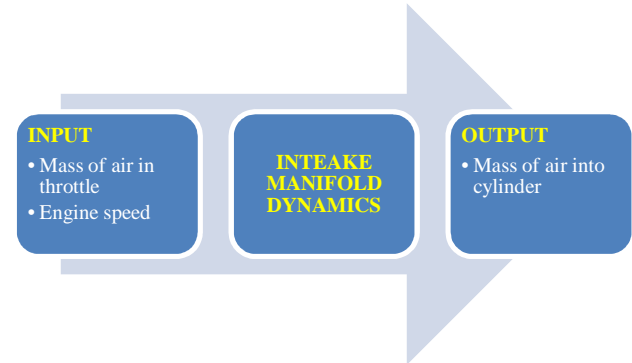 INPUT
• Mass of air in
throttle
• Engine speed
INTEAKE
MANIFOLD
DYNAMICS
OUTPUT
• Mass of air into
cylinder